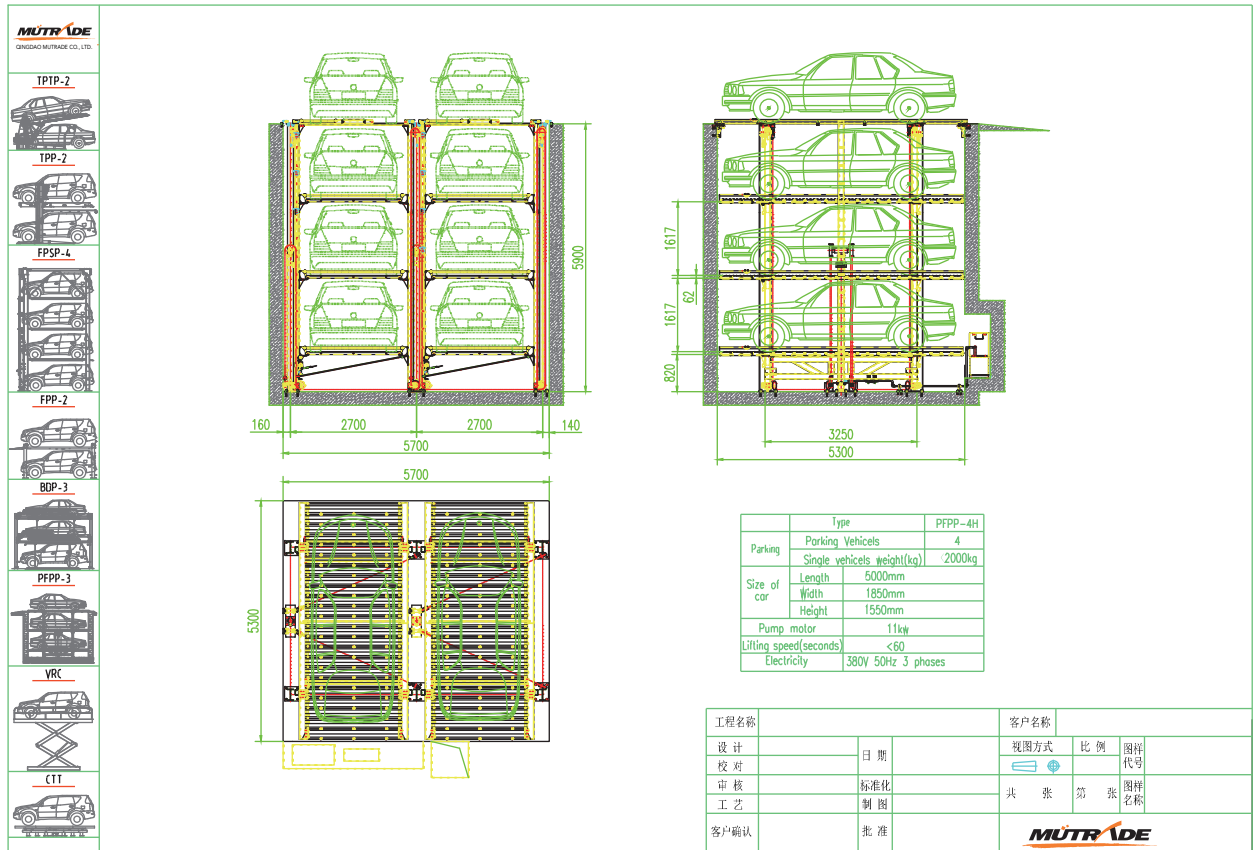 MUTRADE
QINGDAO MUTRADE CO., LTD.
TPTP-2
TPP-2
FPSP-4
FPP-2
BDP-3
PFPP-3
VRC
CTT
5900
160
2700
2700
140
5700
1617
62
1617
820
3250
5300
5700
5300
Type PFPP-4H
Parking
Parking Vehicels 4
Single vehicels weight(kg) <2000kg
Size of car
Length 5000mm
Width 1850mm
Height 1550mm
Pump motor 11kw
Lifting speed(seconds) <60
Electricity 380V 50Hz 3 phases
工程名称 客户名称
设计 日期 视图方式 比例 图样代号
校对
审核 标准化 共 张 第 张 图样名称
工艺 制图
客户确认 批准
MUTRADE